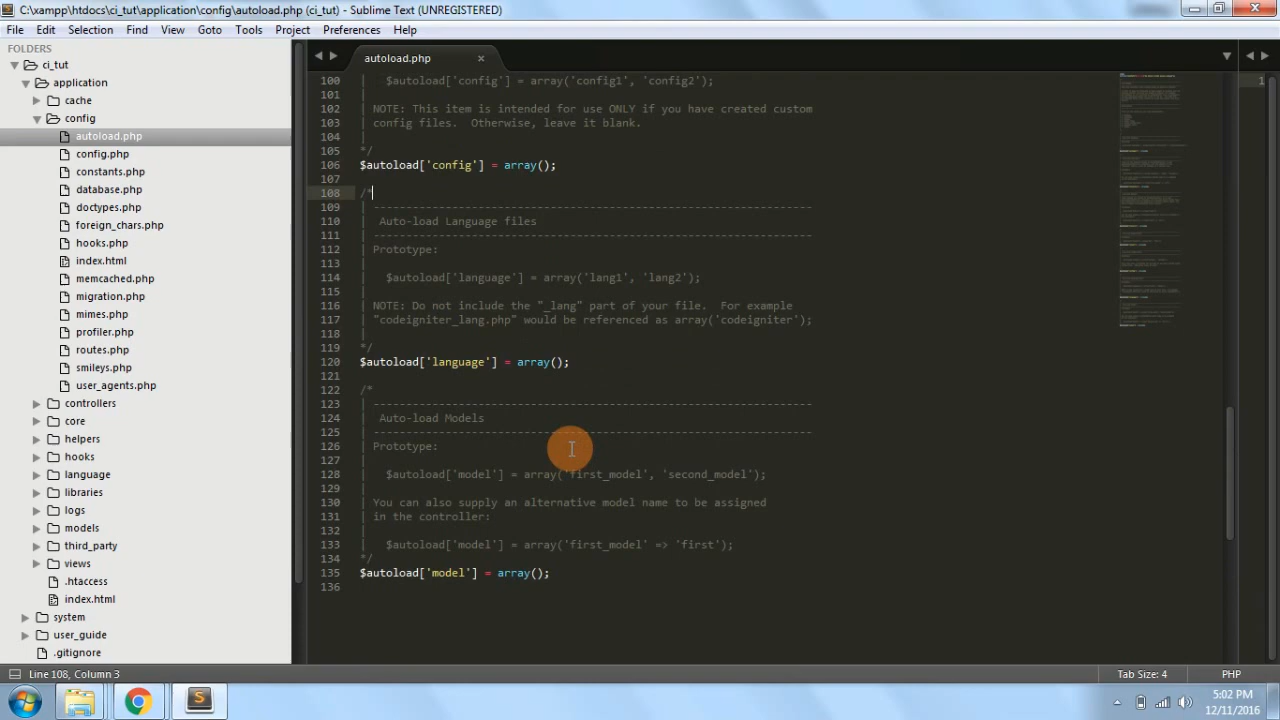 C:\xampp\htdocs\ci_tut\application\config\autoload.php (ci_tut) - Sublime Text (UNREGISTERED)
File Edit Selection Find View Goto Tools Project Preferences Help
FOLDERS
ci_tut
application
cache
config
autoload.php
config.php
constants.php
database.php
doctypes.php
foreign_chars.php
hooks.php
index.html
memcached.php
migration.php
mimes.php
profiler.php
routes.php
smileys.php
user_agents.php
controllers
core
helpers
hooks
language
libraries
logs
models
third_party
views
.htaccess
index.html
system
user_guide
.gitignore
autoload.php ×
1
100 | $autoload['config'] = array('config1', 'config2');
101 |
102 | NOTE: This item is intended for use ONLY if you have created custom
103 | config files.  Otherwise, leave it blank.
104 |
105 */
106 $autoload['config'] = array();
107
108 /*
109 | -------------------------------------------------------------------
110 |  Auto-load Language files
111 | -------------------------------------------------------------------
112 | Prototype:
113 |
114 |   $autoload['language'] = array('lang1', 'lang2');
115 |
116 | NOTE: Do not include the "_lang" part of your file.  For example
117 | "codeigniter_lang.php" would be referenced as array('codeigniter');
118 |
119 */
120 $autoload['language'] = array();
121
122 /*
123 | -------------------------------------------------------------------
124 |  Auto-load Models
125 | -------------------------------------------------------------------
126 | Prototype:
127 |
128 |   $autoload['model'] = array('first_model', 'second_model');
129 |
130 | You can also supply an alternative model name to be assigned
131 | in the controller:
132 |
133 |   $autoload['model'] = array('first_model' => 'first');
134 */
135 $autoload['model'] = array();
136
Line 108, Column 3
Tab Size: 4
PHP
5:02 PM
12/11/2016